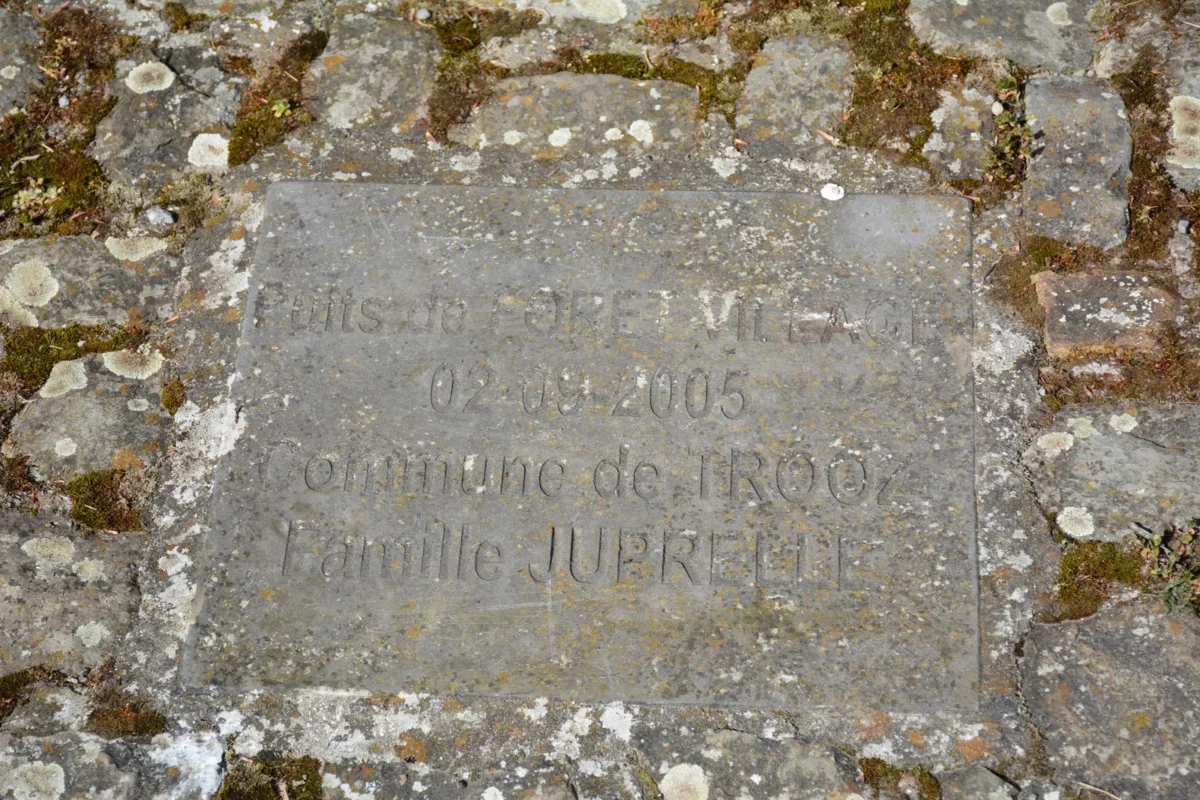 Puits de FORET VILLAGE
02-09-2005
Commune de TROOZ
Famille JUPRELLE